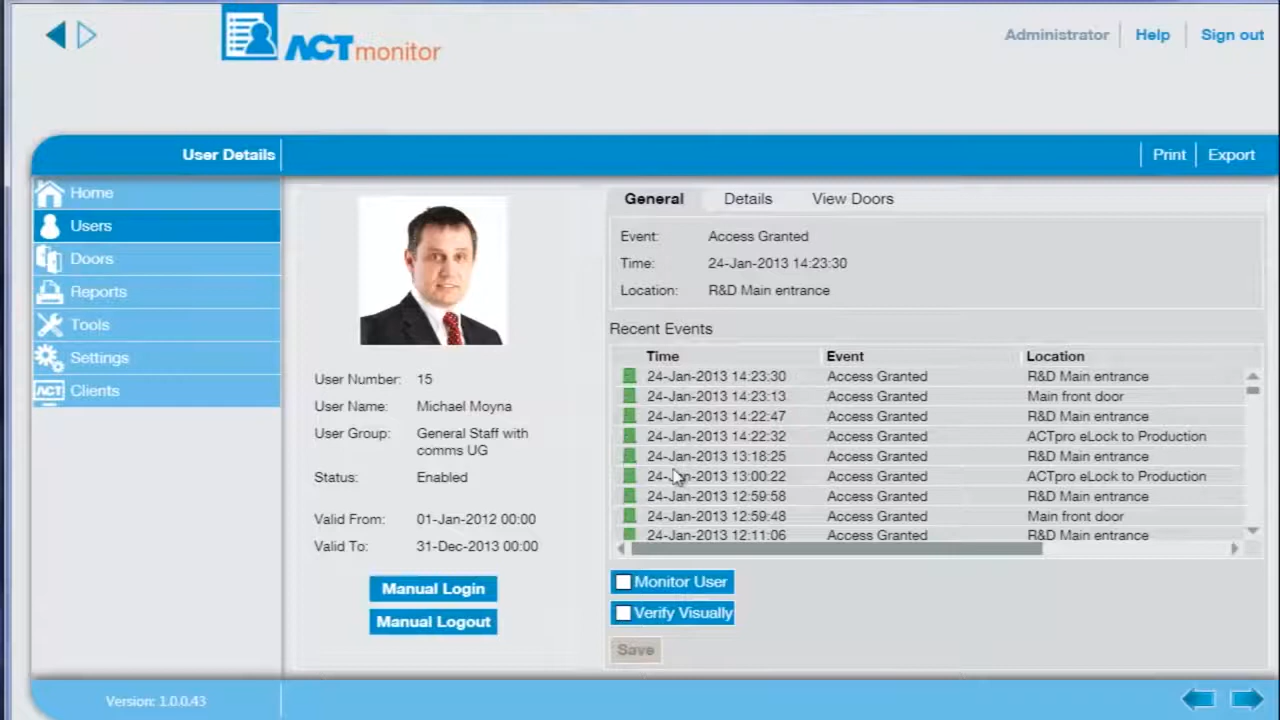 ACTmonitor
Administrator Help Sign out
User Details
Print Export
Home
Users
Doors
Reports
Tools
Settings
ACT Clients
User Number: 15
User Name: Michael Moyna
User Group: General Staff with
comms UG
Status: Enabled
Valid From: 01-Jan-2012 00:00
Valid To: 31-Dec-2013 00:00
Manual Login
Manual Logout
General Details View Doors
Event: Access Granted
Time: 24-Jan-2013 14:23:30
Location: R&D Main entrance
Recent Events
Time Event Location
24-Jan-2013 14:23:30 Access Granted R&D Main entrance
24-Jan-2013 14:23:13 Access Granted Main front door
24-Jan-2013 14:22:47 Access Granted R&D Main entrance
24-Jan-2013 14:22:32 Access Granted ACTpro eLock to Production
24-Jan-2013 13:18:25 Access Granted R&D Main entrance
24-Jan-2013 13:00:22 Access Granted ACTpro eLock to Production
24-Jan-2013 12:59:58 Access Granted R&D Main entrance
24-Jan-2013 12:59:48 Access Granted Main front door
24-Jan-2013 12:11:06 Access Granted R&D Main entrance
Monitor User
Verify Visually
Save
Version: 1.0.0.43